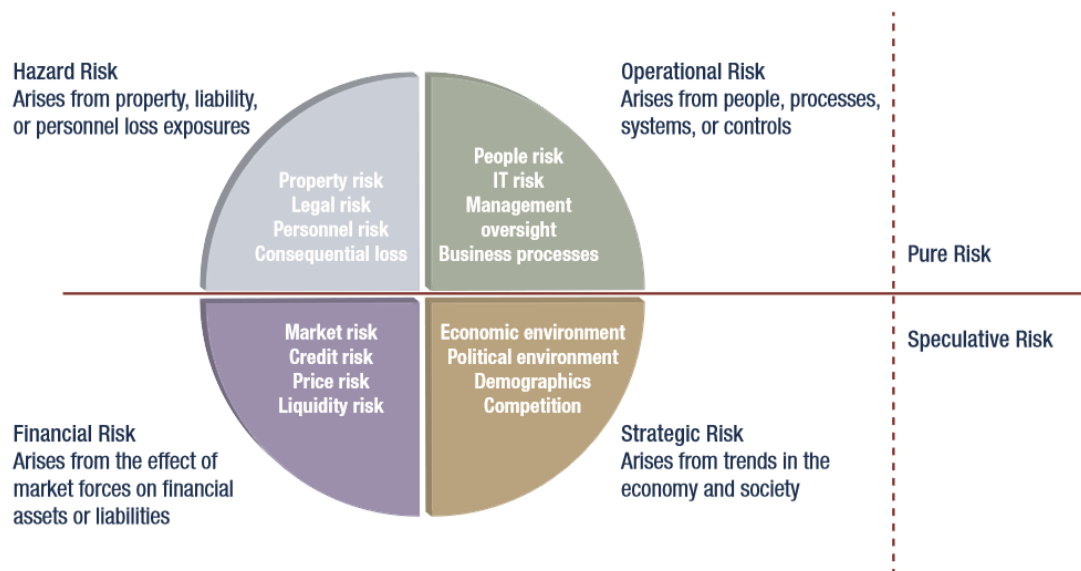 Hazard Risk
Arises from property, liability,
or personnel loss exposures
Operational Risk
Arises from people, processes,
systems, or controls
Property risk
Legal risk
Personnel risk
Consequential loss
People risk
IT risk
Management
oversight
Business processes
Pure Risk
Speculative Risk
Market risk
Credit risk
Price risk
Liquidity risk
Economic environment
Political environment
Demographics
Competition
Financial Risk
Arises from the effect of
market forces on financial
assets or liabilities
Strategic Risk
Arises from trends in the
economy and society